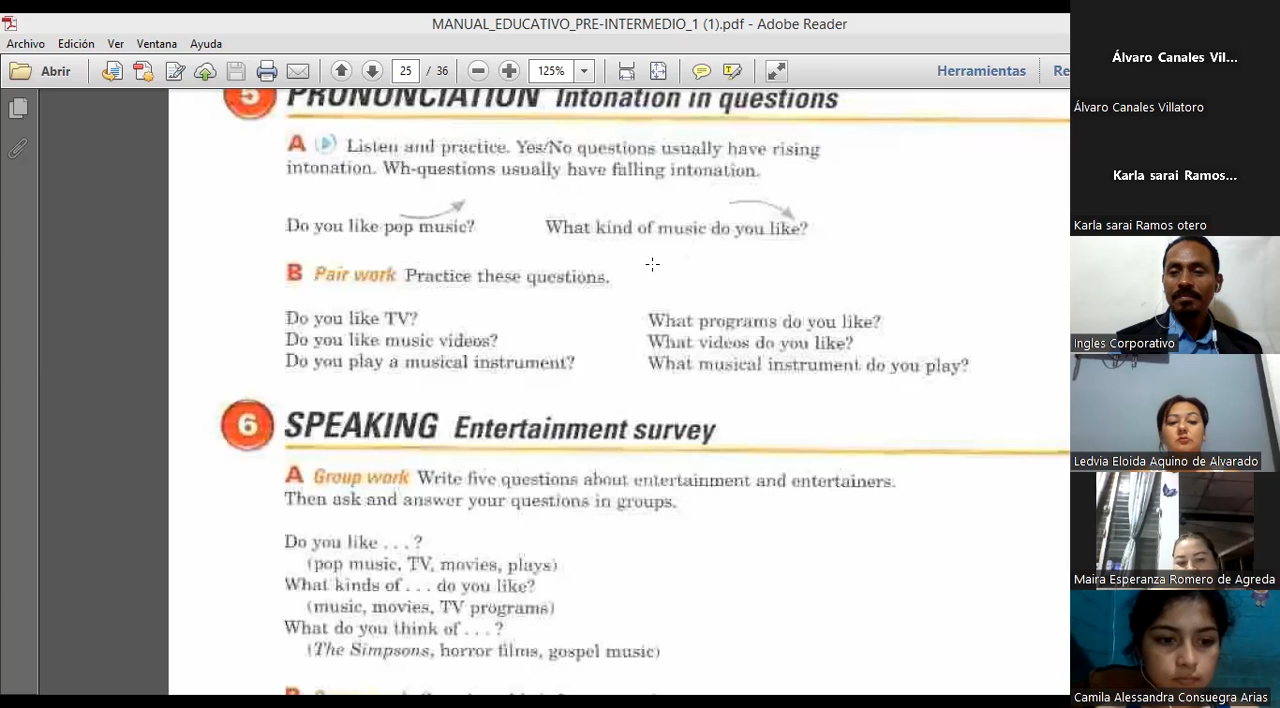 MANUAL_EDUCATIVO_PRE-INTERMEDIO_1 (1).pdf - Adobe Reader
Archivo Edición Ver Ventana Ayuda
Abrir 25 / 36 125% Herramientas Re
5 PRONUNCIATION Intonation in questions
A Listen and practice. Yes/No questions usually have rising
intonation. Wh-questions usually have falling intonation.
Do you like pop music? What kind of music do you like?
B Pair work Practice these questions.
Do you like TV? What programs do you like?
Do you like music videos? What videos do you like?
Do you play a musical instrument? What musical instrument do you play?
6 SPEAKING Entertainment survey
A Group work Write five questions about entertainment and entertainers.
Then ask and answer your questions in groups.
Do you like . . . ?
(pop music, TV, movies, plays)
What kinds of . . . do you like?
(music, movies, TV programs)
What do you think of . . . ?
(The Simpsons, horror films, gospel music)
Álvaro Canales Vil...
Álvaro Canales Villatoro
Karla sarai Ramos...
Karla sarai Ramos otero
Ingles Corporativo
Ledvia Eloida Aquino de Alvarado
Maira Esperanza Romero de Agreda
Camila Alessandra Consuegra Arias